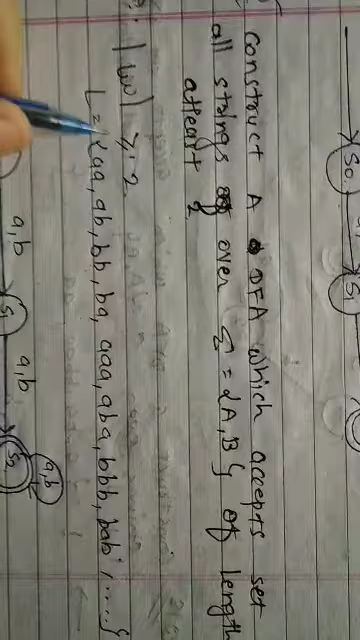 S0 S1
Construct A DFA which accepts set
all strings over Σ = {A, B} of length
atleast 2
|w| ≥ 2
L = {aa, ab, bb, ba, aaa, aba, bbb, bab, ....}
a,b a,b a,b
S1 S2